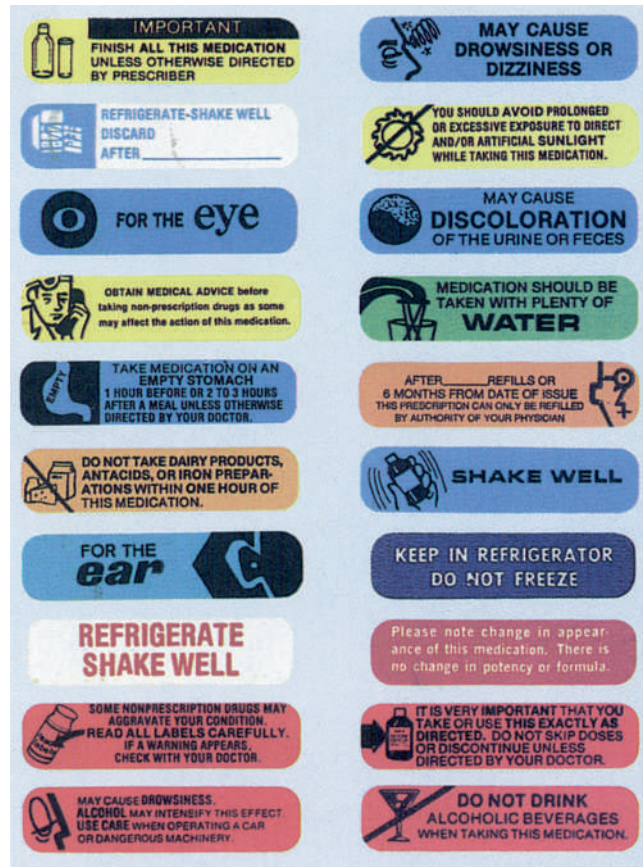 IMPORTANT
FINISH ALL THIS MEDICATION
UNLESS OTHERWISE DIRECTED
BY PRESCRIBER
REFRIGERATE-SHAKE WELL
DISCARD
AFTER
FOR THE eye
OBTAIN MEDICAL ADVICE before
taking non-prescription drugs as some
may affect the action of this medication.
EMPTY
TAKE MEDICATION ON AN
EMPTY STOMACH
1 HOUR BEFORE OR 2 TO 3 HOURS
AFTER A MEAL UNLESS OTHERWISE
DIRECTED BY YOUR DOCTOR.
DO NOT TAKE DAIRY PRODUCTS,
ANTACIDS, OR IRON PREPAR-
ATIONS WITHIN ONE HOUR OF
THIS MEDICATION.
FOR THE
ear
REFRIGERATE
SHAKE WELL
SOME NONPRESCRIPTION DRUGS MAY
AGGRAVATE YOUR CONDITION.
READ ALL LABELS CAREFULLY.
IF A WARNING APPEARS,
CHECK WITH YOUR DOCTOR.
MAY CAUSE DROWSINESS.
ALCOHOL MAY INTENSIFY THIS EFFECT.
USE CARE WHEN OPERATING A CAR
OR DANGEROUS MACHINERY.
MAY CAUSE
DROWSINESS OR
DIZZINESS
YOU SHOULD AVOID PROLONGED
OR EXCESSIVE EXPOSURE TO DIRECT
AND/OR ARTIFICIAL SUNLIGHT
WHILE TAKING THIS MEDICATION.
MAY CAUSE
DISCOLORATION
OF THE URINE OR FECES
MEDICATION SHOULD BE
TAKEN WITH PLENTY OF
WATER
AFTER______REFILLS OR
6 MONTHS FROM DATE OF ISSUE
THIS PRESCRIPTION CAN ONLY BE REFILLED
BY AUTHORITY OF YOUR PHYSICIAN
SHAKE WELL
KEEP IN REFRIGERATOR
DO NOT FREEZE
Please note change in appear-
ance of this medication. There is
no change in potency or formula.
IT IS VERY IMPORTANT THAT YOU
TAKE OR USE THIS EXACTLY AS
DIRECTED. DO NOT SKIP DOSES
OR DISCONTINUE UNLESS
DIRECTED BY YOUR DOCTOR.
DO NOT DRINK
ALCOHOLIC BEVERAGES
WHEN TAKING THIS MEDICATION.